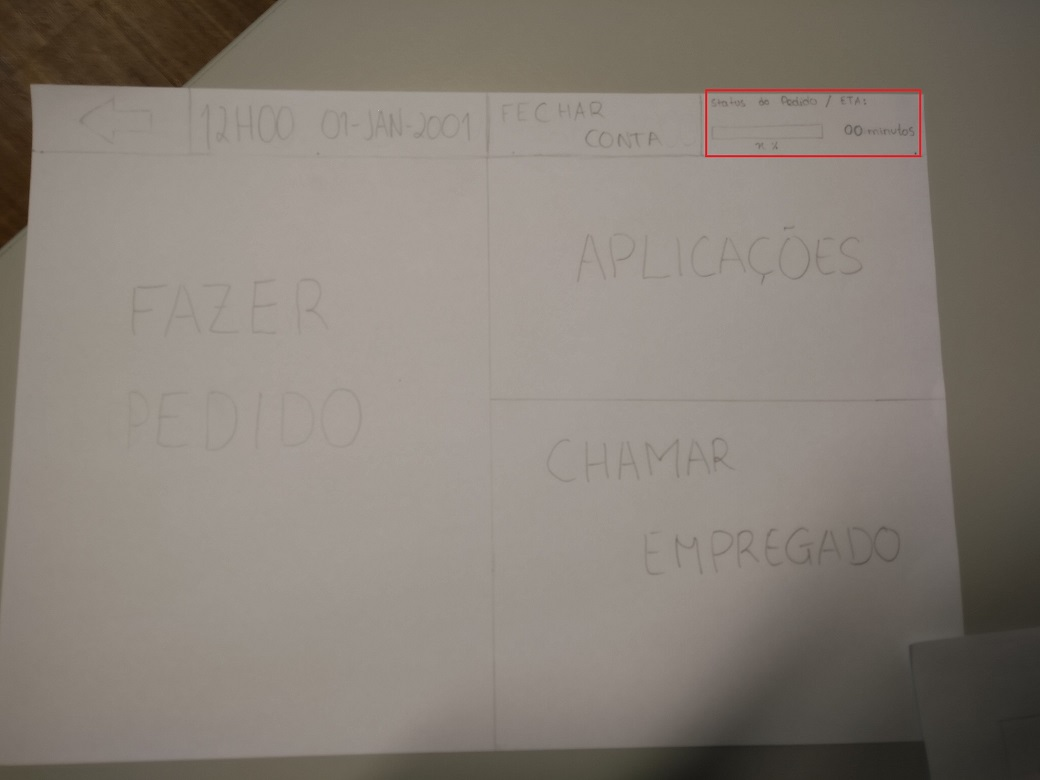 12H00 01-JAN-2001
FECHAR
CONTA
Status do Pedido / ETA:
00 minutos
n %
FAZER
PEDIDO
APLICAÇÕES
CHAMAR
EMPREGADO